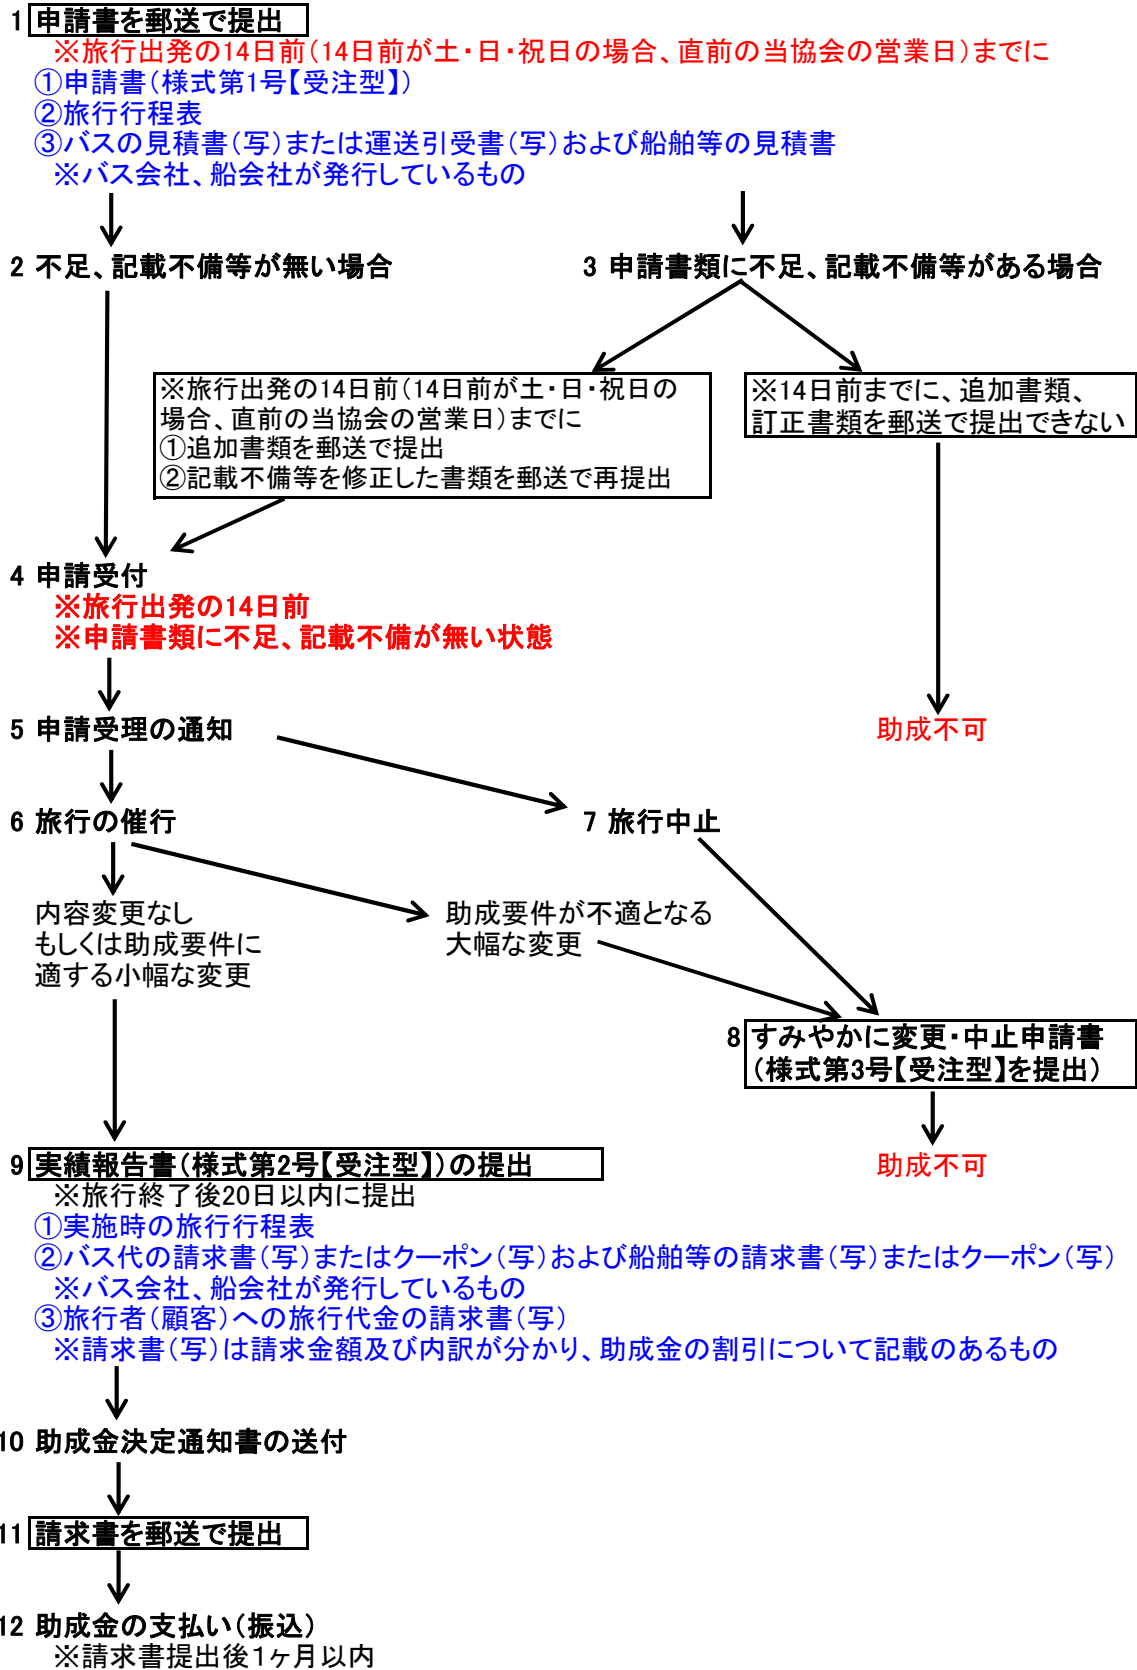 1 申請書を郵送で提出
※旅行出発の14日前(14日前が土・日・祝日の場合、直前の当協会の営業日)までに
①申請書(様式第1号【受注型】)
②旅行行程表
③バスの見積書(写)または運送引受書(写)および船舶等の見積書
※バス会社、船会社が発行しているもの
2 不足、記載不備等が無い場合
3 申請書類に不足、記載不備等がある場合
※旅行出発の14日前(14日前が土・日・祝日の
場合、直前の当協会の営業日)までに
①追加書類を郵送で提出
②記載不備等を修正した書類を郵送で再提出
※14日前までに、追加書類、
訂正書類を郵送で提出できない
4 申請受付
※旅行出発の14日前
※申請書類に不足、記載不備が無い状態
5 申請受理の通知
助成不可
6 旅行の催行
7 旅行中止
内容変更なし
もしくは助成要件に
適する小幅な変更
助成要件が不適となる
大幅な変更
8 すみやかに変更・中止申請書
(様式第3号【受注型】を提出)
助成不可
9 実績報告書(様式第2号【受注型】)の提出
※旅行終了後20日以内に提出
①実施時の旅行行程表
②バス代の請求書(写)またはクーポン(写)および船舶等の請求書(写)またはクーポン(写)
※バス会社、船会社が発行しているもの
③旅行者(顧客)への旅行代金の請求書(写)
※請求書(写)は請求金額及び内訳が分かり、助成金の割引について記載のあるもの
10 助成金決定通知書の送付
11 請求書を郵送で提出
12 助成金の支払い(振込)
※請求書提出後1ヶ月以内